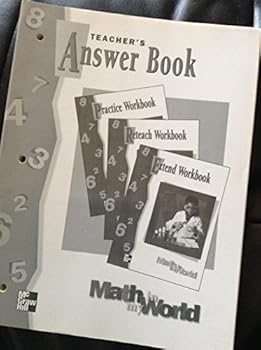 TEACHER'S
Answer Book
Practice Workbook
Reteach Workbook
Extend Workbook
Mc
Graw
Hill
Math in my World